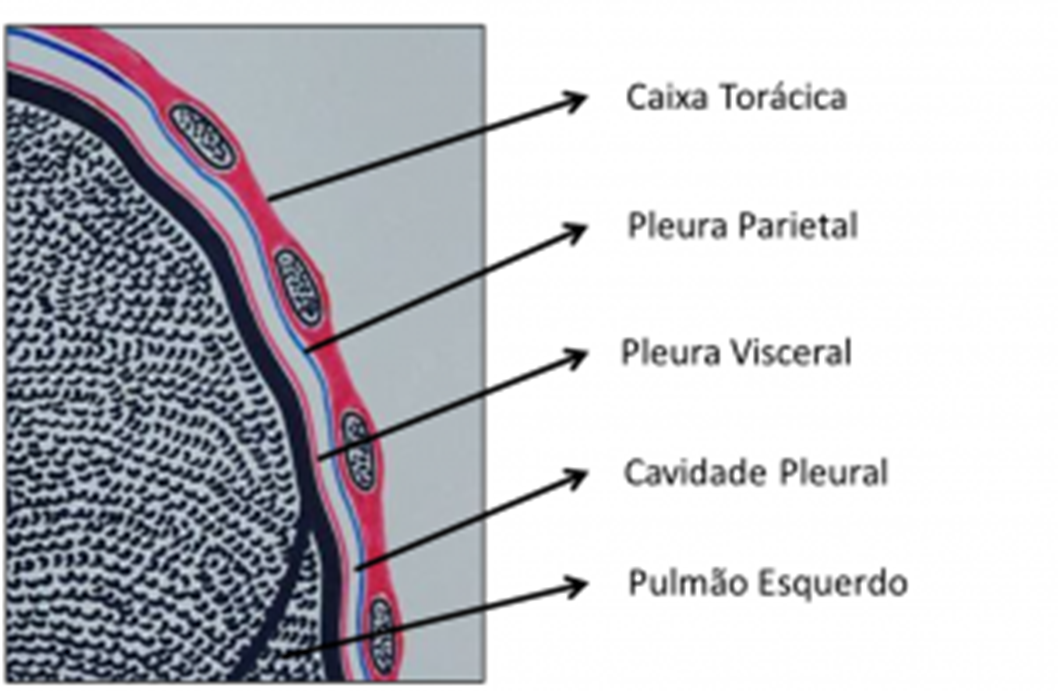 Caixa Torácica
Pleura Parietal
Pleura Visceral
Cavidade Pleural
Pulmão Esquerdo